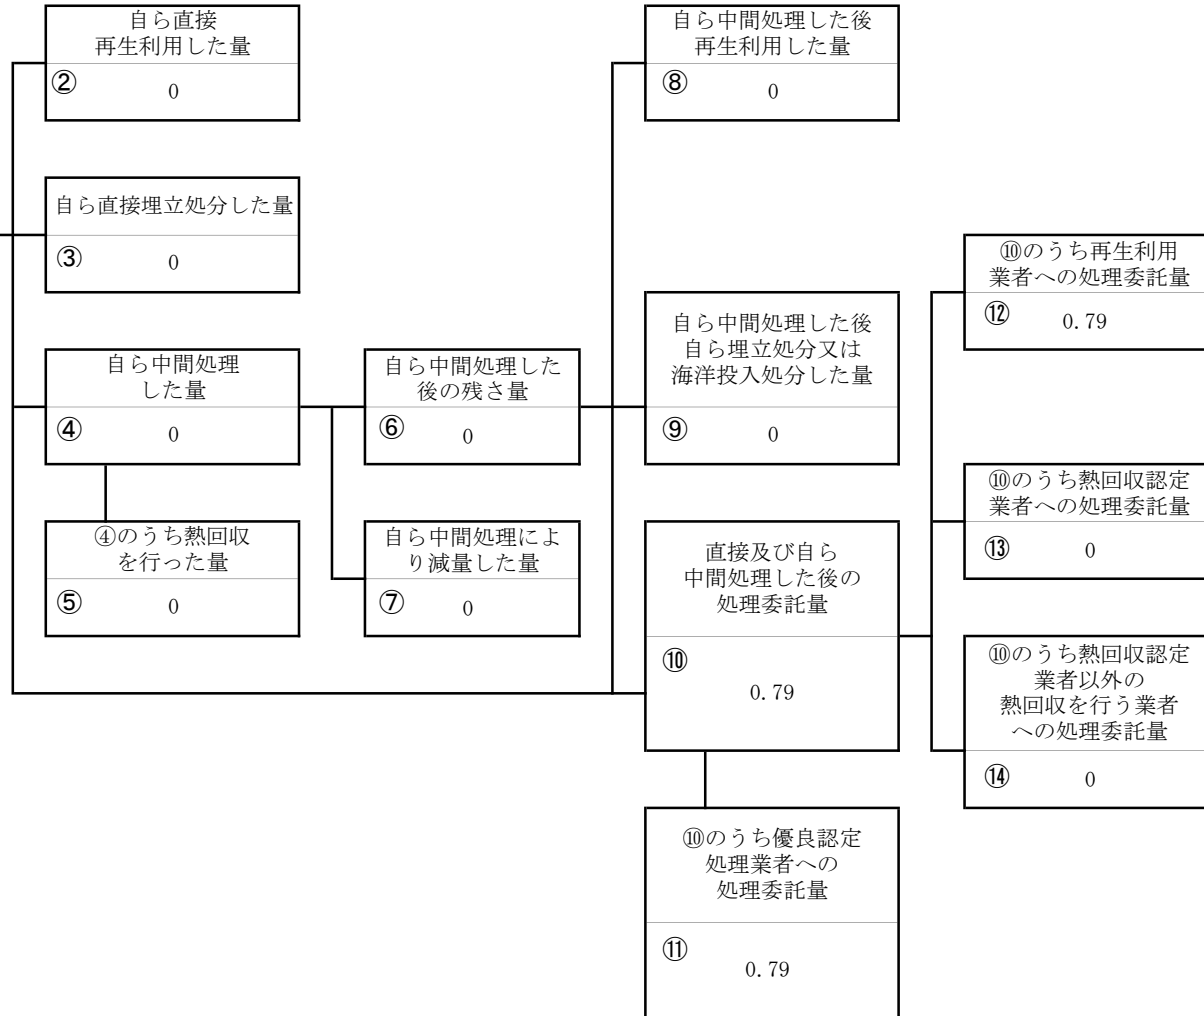 自ら直接
再生利用した量
② 0
自ら直接埋立処分した量
③ 0
自ら中間処理
した量
④ 0
④のうち熱回収
を行った量
⑤ 0
自ら中間処理した
後の残さ量
⑥ 0
自ら中間処理によ
り減量した量
⑦ 0
自ら中間処理した後
再生利用した量
⑧ 0
自ら中間処理した後
自ら埋立処分又は
海洋投入処分した量
⑨ 0
直接及び自ら
中間処理した後の
処理委託量
⑩
0.79
⑩のうち優良認定
処理業者への
処理委託量
⑪
0.79
⑩のうち再生利用
業者への処理委託量
⑫ 0.79
⑩のうち熱回収認定
業者への処理委託量
⑬ 0
⑩のうち熱回収認定
業者以外の
熱回収を行う業者
への処理委託量
⑭ 0